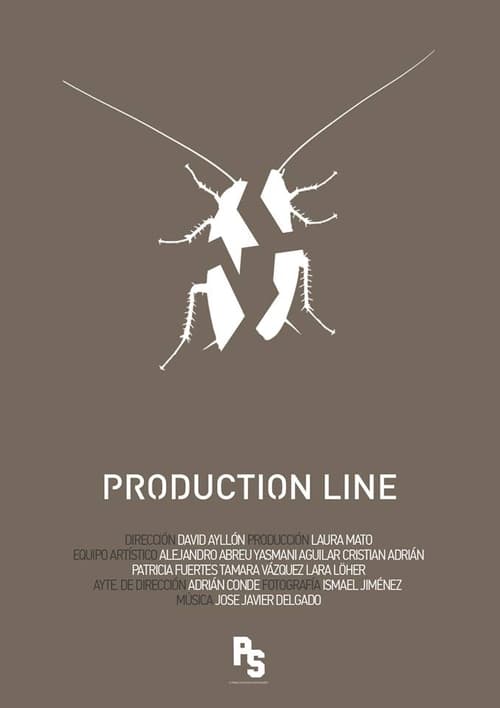 PRODUCTION LINE
DIRECCIÓN DAVID AYLLÓN PRODUCCIÓN LAURA MATO
EQUIPO ARTÍSTICO ALEJANDRO ABREU YASMANI AGUILAR CRISTIAN ADRIÁN
PATRICIA FUERTES TAMARA VÁZQUEZ LARA LÖHER
AYTE. DE DIRECCIÓN ADRIÁN CONDE FOTOGRAFÍA ISMAEL JIMÉNEZ
MÚSICA JOSE JAVIER DELGADO
PS